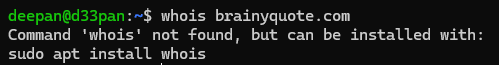 deepan@d33pan:~$ whois brainyquote.com
Command 'whois' not found, but can be installed with:
sudo apt install whois